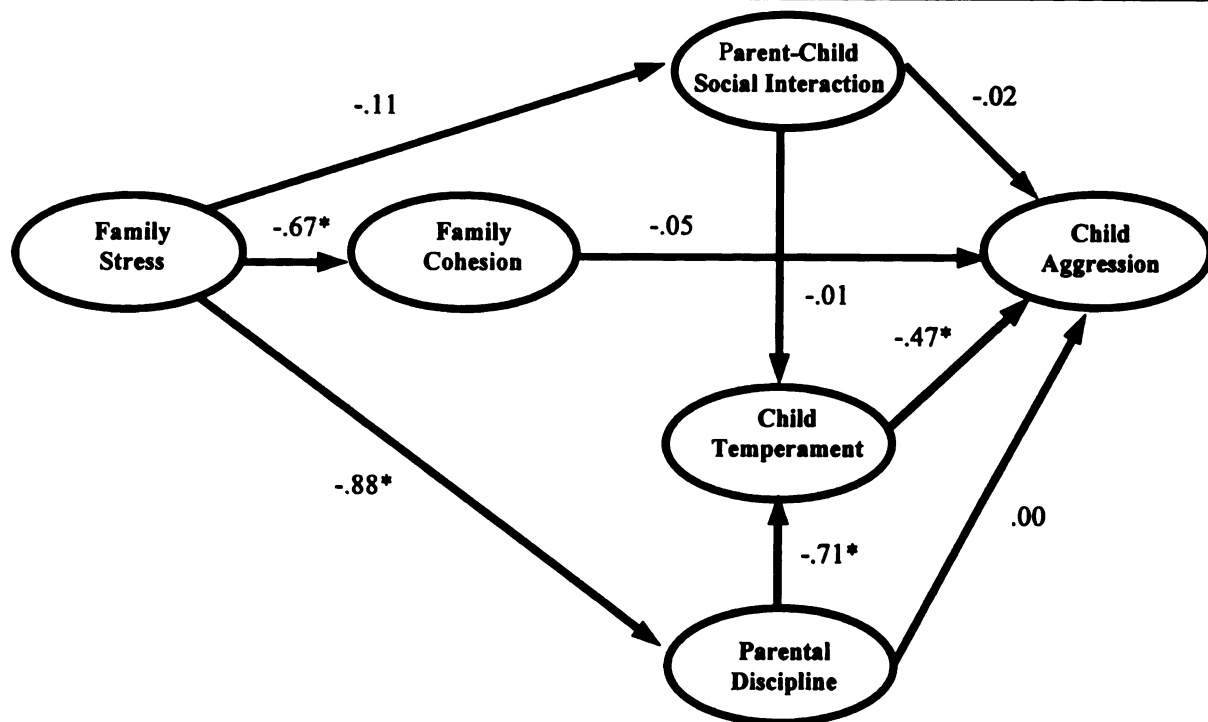 Parent-Child
Social Interaction
-.11
-.02
Family
Stress
-.67*
Family
Cohesion
-.05
Child
Aggression
-.01
-.47*
Child
Temperament
-.88*
.00
-.71*
Parental
Discipline